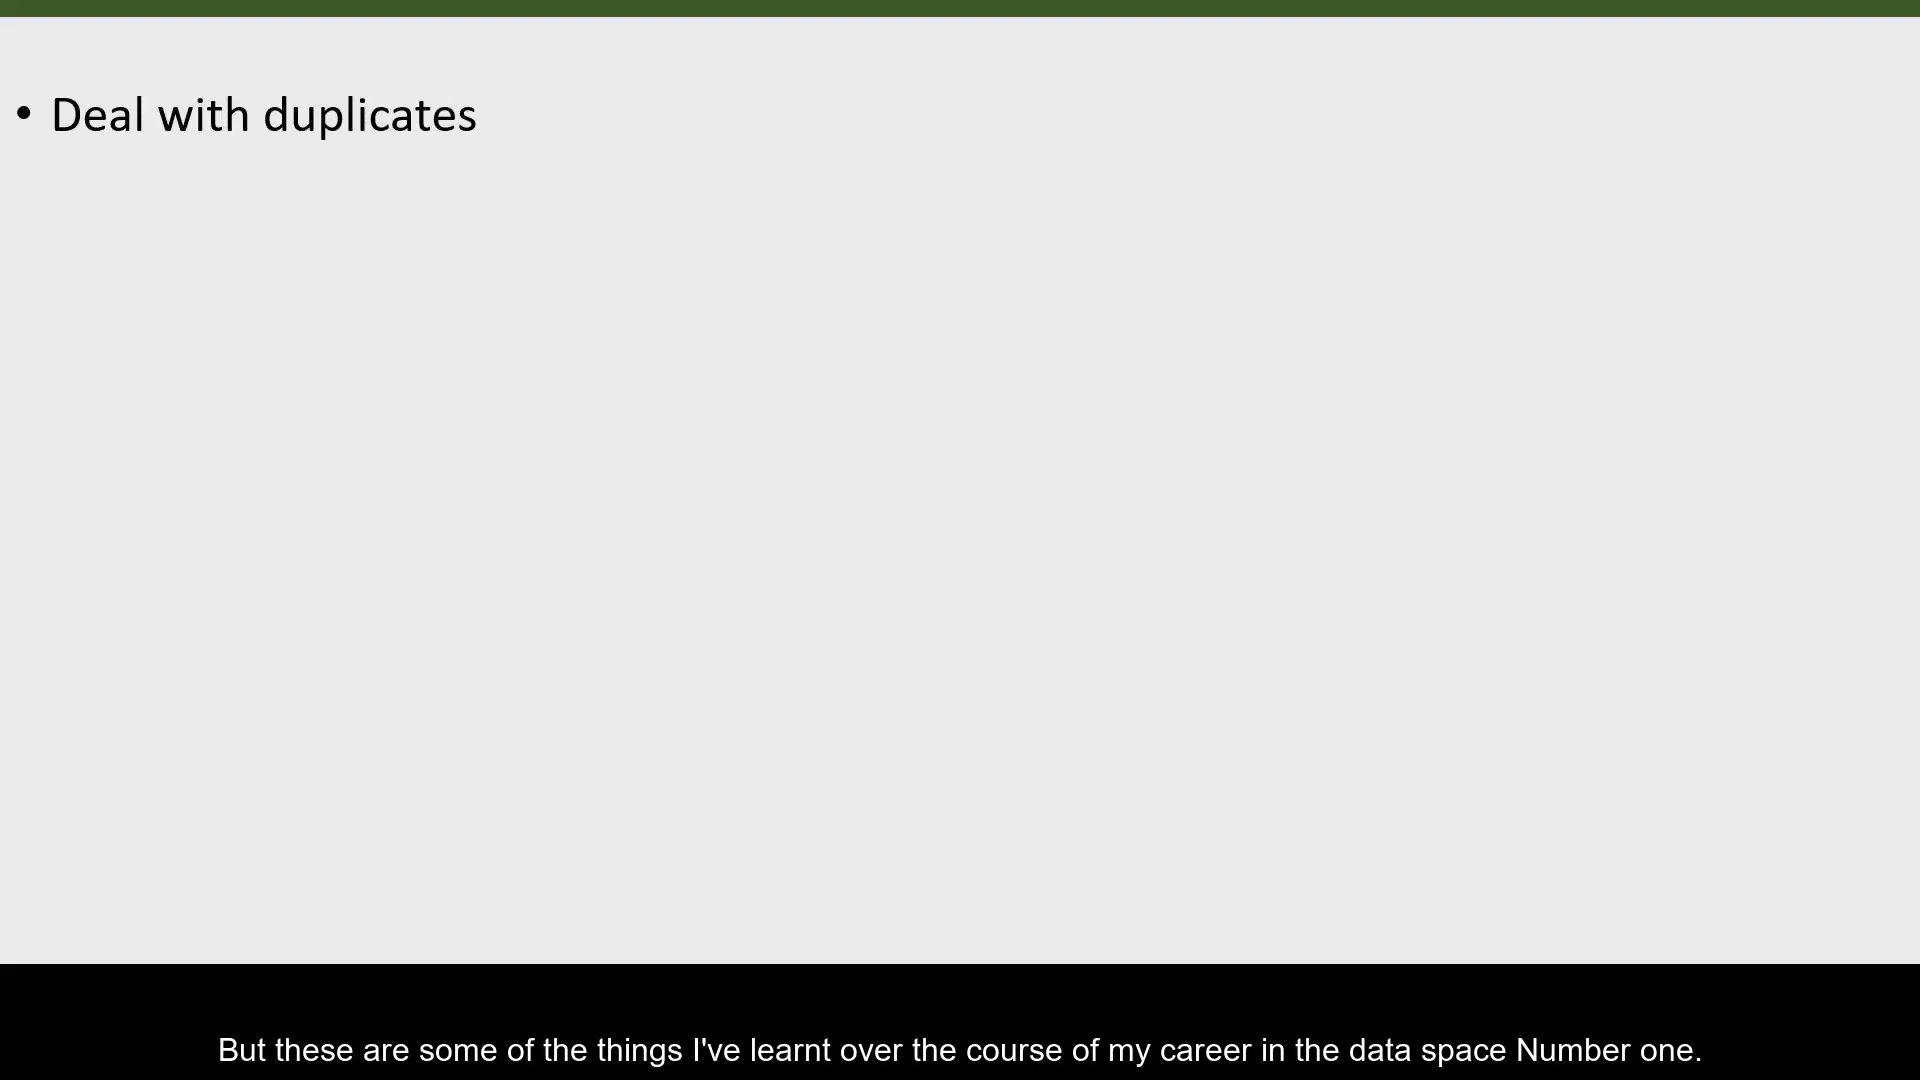 • Deal with duplicates
But these are some of the things I've learnt over the course of my career in the data space Number one.